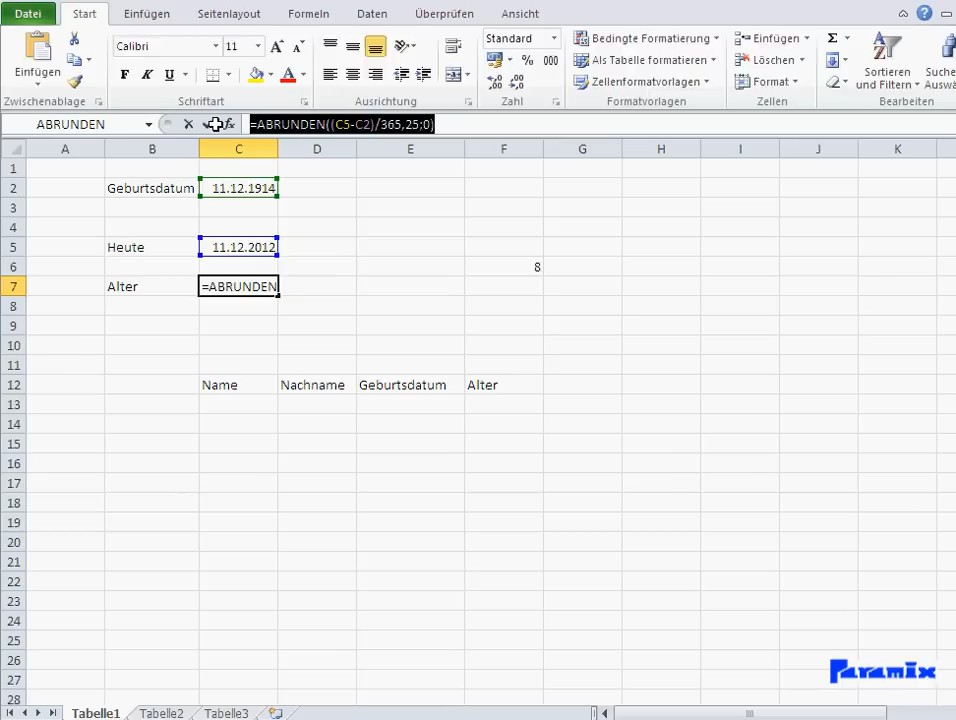 Datei Start Einfügen Seitenlayout Formeln Daten Überprüfen Ansicht
Einfügen
Calibri 11
F K U
Standard
% 000
Bedingte Formatierung
Als Tabelle formatieren
Zellenformatvorlagen
Einfügen
Löschen
Format
Σ
Sortieren
und Filtern
Suche
Auswä
Zwischenablage Schriftart Ausrichtung Zahl Formatvorlagen Zellen
ABRUNDEN fx =ABRUNDEN((C5-C2)/365,25;0)
A B C D E F G H I J K
1
2 Geburtsdatum 11.12.1914
3
4
5 Heute 11.12.2012
6 8
7 Alter =ABRUNDEN
8
9
10
11
12 Name Nachname Geburtsdatum Alter
13
14
15
16
17
18
19
20
21
22
23
24
25
26
27
28
Paramix
Tabelle1 Tabelle2 Tabelle3